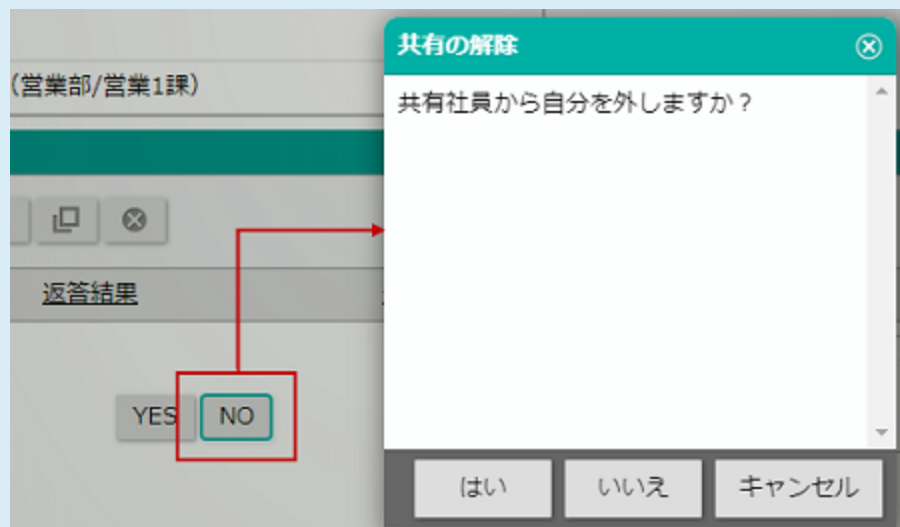 共有の解除
共有社員から自分を外しますか？
（営業部/営業1課）
返答結果
YES
NO
はい
いいえ
キャンセル